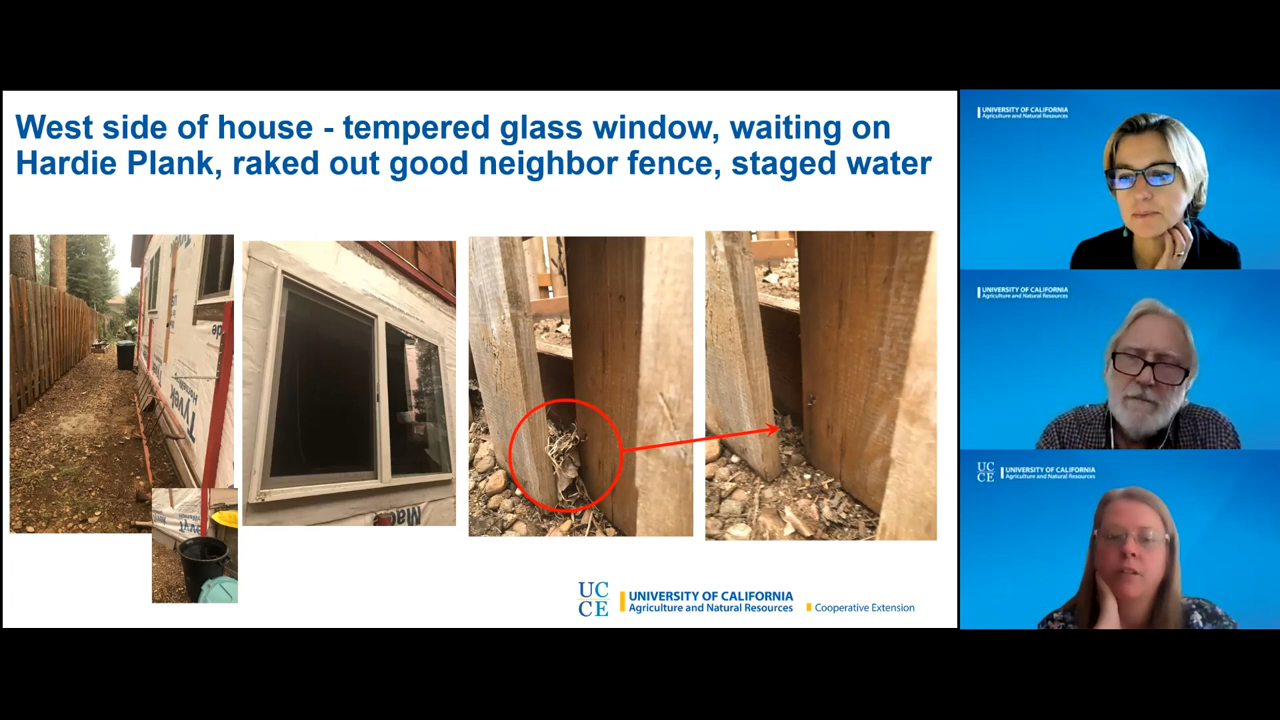 West side of house - tempered glass window, waiting on
Hardie Plank, raked out good neighbor fence, staged water
UNIVERSITY OF CALIFORNIA
Agriculture and Natural Resources
UNIVERSITY OF CALIFORNIA
Agriculture and Natural Resources
UC
CE
UNIVERSITY OF CALIFORNIA
Agriculture and Natural Resources
Tyvek
UC
CE
UNIVERSITY OF CALIFORNIA
Agriculture and Natural Resources
Cooperative Extension